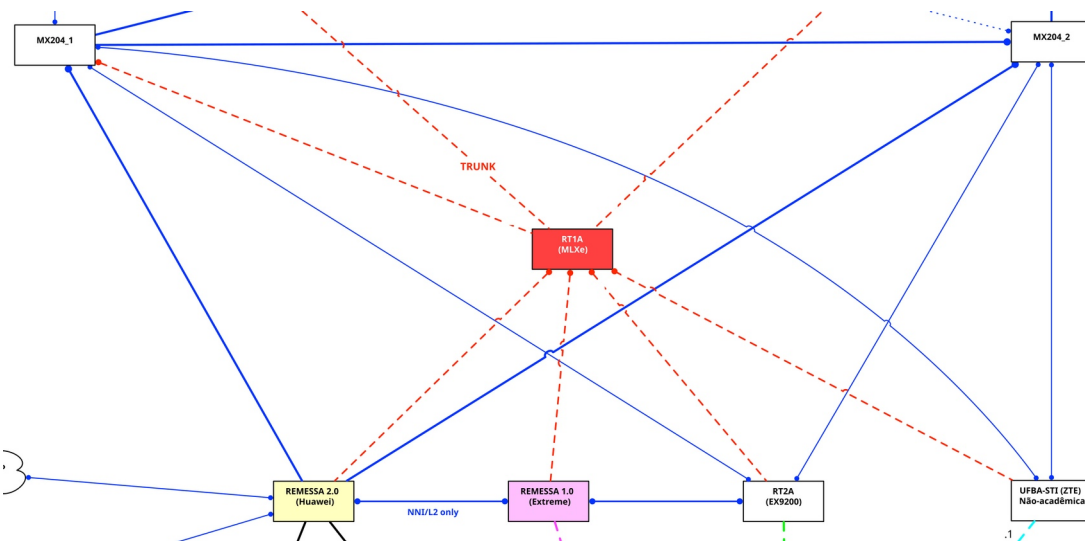 MX204_1
MX204_2
TRUNK
RT1A
(MLXe)
REMESSA 2.0
(Huawei)
NNI/L2 only
REMESSA 1.0
(Extreme)
RT2A
(EX9200)
UFBA-STI (ZTE)
Não-acadêmica
.1